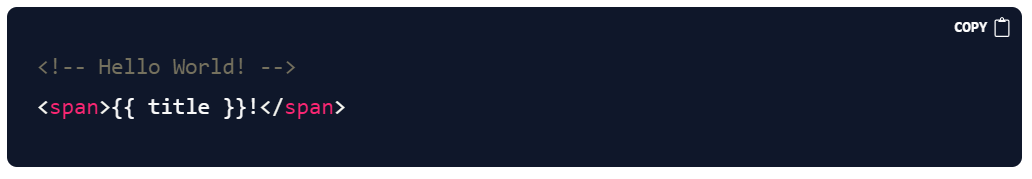 COPY
<!-- Hello World! -->
<span>{{ title }}!</span>